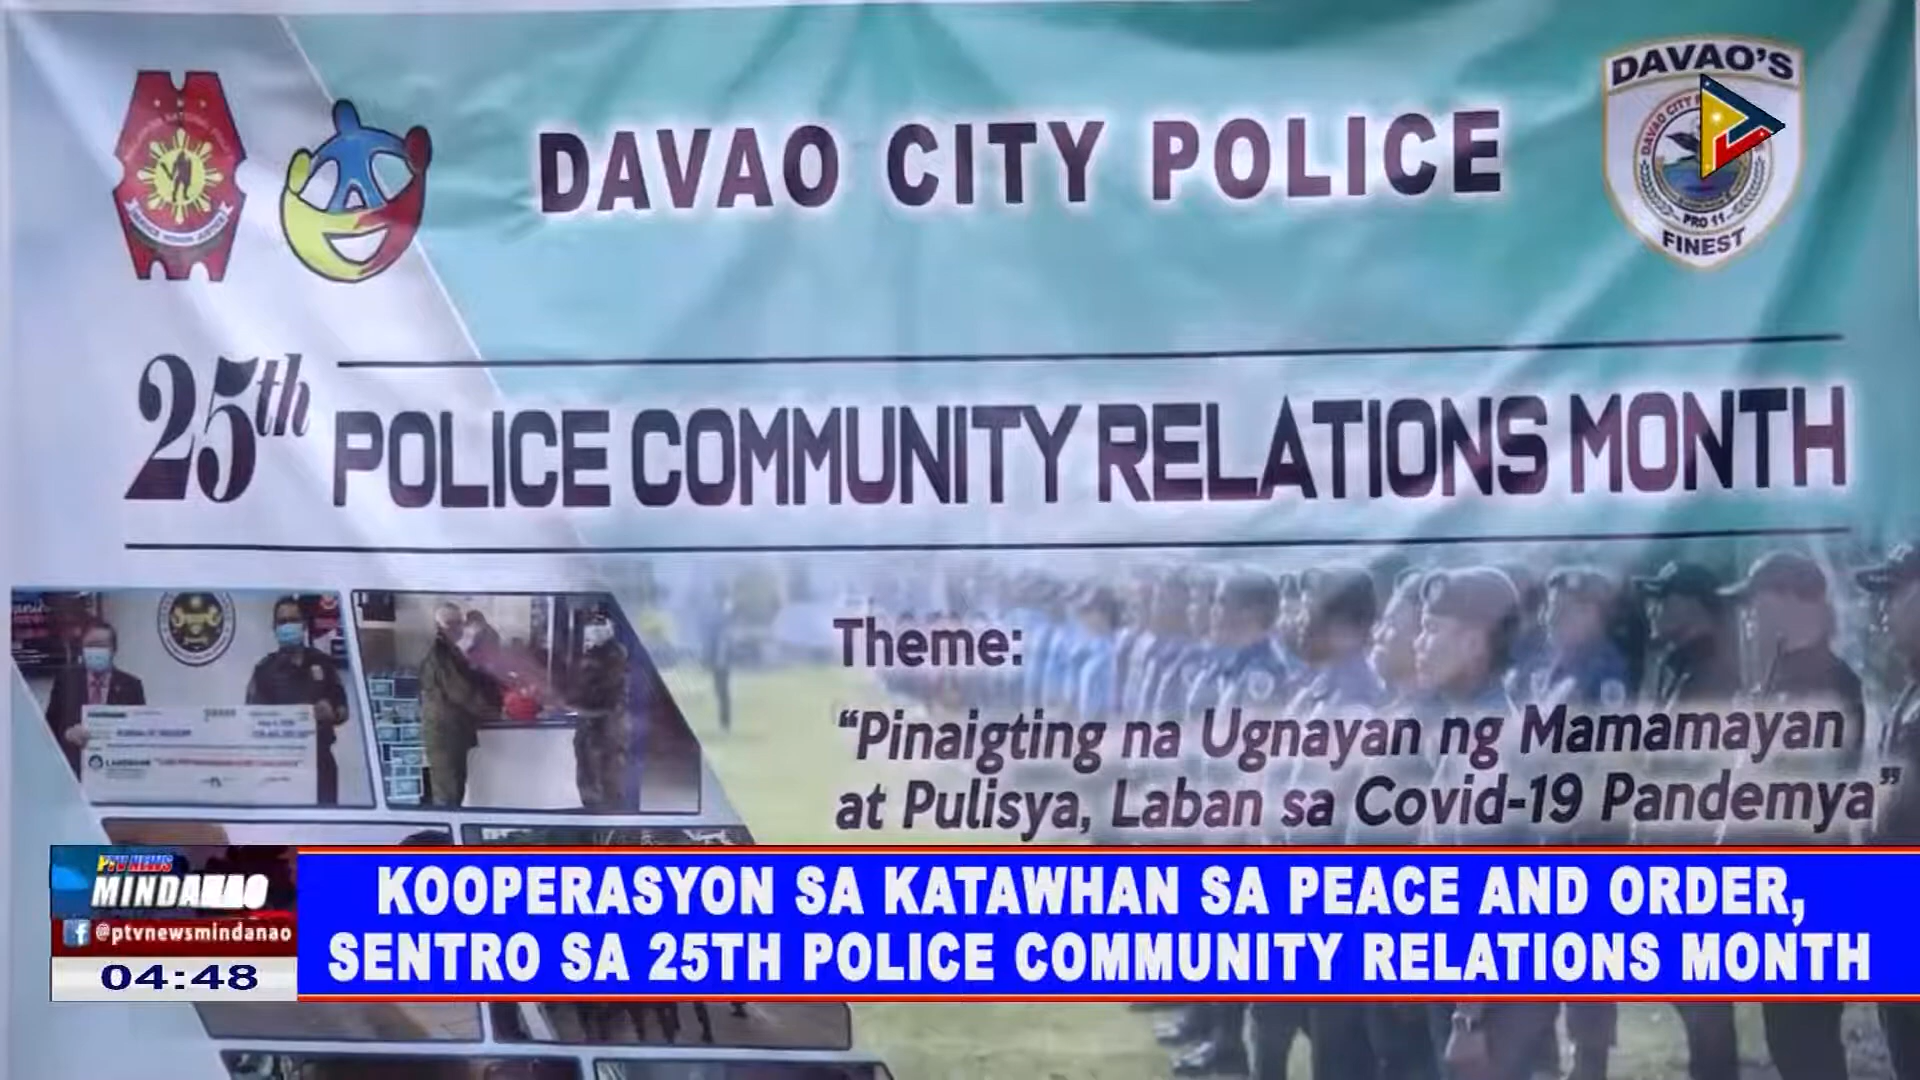 DAVAO CITY POLICE
DAVAO'S
PRO 11
FINEST
25th POLICE COMMUNITY RELATIONS MONTH
Theme:
“Pinaigting na Ugnayan ng Mamamayan
at Pulisya, Laban sa Covid-19 Pandemya”
PTV NEWS
MINDANAO
@ptvnewsmindanao
04:48
KOOPERASYON SA KATAWHAN SA PEACE AND ORDER,
SENTRO SA 25TH POLICE COMMUNITY RELATIONS MONTH